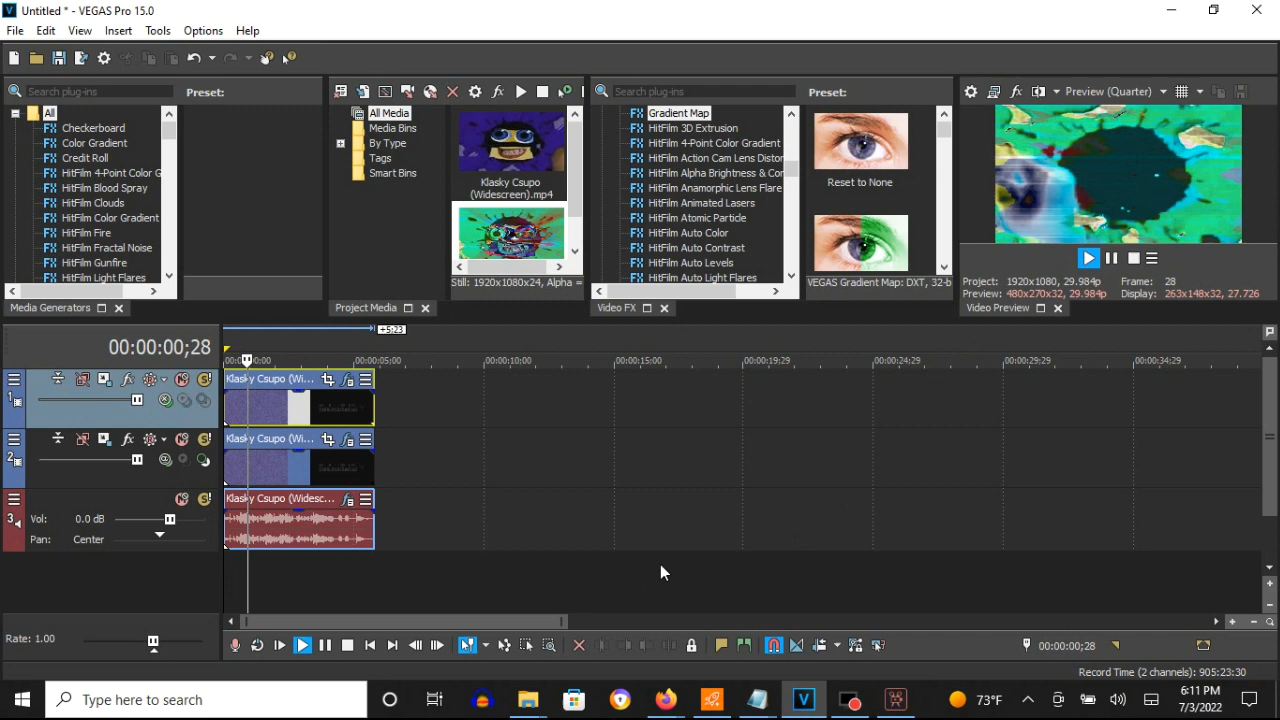 Untitled * - VEGAS Pro 15.0
File Edit View Insert Tools Options Help
Search plug-ins Preset:
All
Checkerboard
Color Gradient
Credit Roll
HitFilm 4-Point Color G
HitFilm Blood Spray
HitFilm Clouds
HitFilm Color Gradient
HitFilm Fire
HitFilm Fractal Noise
HitFilm Gunfire
HitFilm Light Flares
Media Generators
All Media
Media Bins
By Type
Tags
Smart Bins
Klasky Csupo
(Widescreen).mp4
Still: 1920x1080x24, Alpha =
Project Media
Search plug-ins Preset:
Gradient Map
HitFilm 3D Extrusion
HitFilm 4-Point Color Gradient
HitFilm Action Cam Lens Distor
HitFilm Alpha Brightness & Cor
HitFilm Anamorphic Lens Flare
HitFilm Animated Lasers
HitFilm Atomic Particle
HitFilm Auto Color
HitFilm Auto Contrast
HitFilm Auto Levels
HitFilm Auto Light Flares
Reset to None
VEGAS Gradient Map: DXT, 32-b
Video FX
Preview (Quarter)
Project: 1920x1080x32, 29.984p Frame: 28
Preview: 480x270x32, 29.984p Display: 263x148x32, 27.726
Video Preview
00:00:00;28
+5;23
00:00:00;00 00:00:05;00 00:00:10;00 00:00:15;00 00:00:19;29 00:00:24;29 00:00:29;29 00:00:34;29
1 Klasky Csupo (Wi...
2 Klasky Csupo (Wi...
3 Klasky Csupo (Widesc...
Vol: 0.0 dB
Pan: Center
Rate: 1.00
00:00:00;28
Record Time (2 channels): 905:23:30
Type here to search
73°F
6:11 PM
7/3/2022